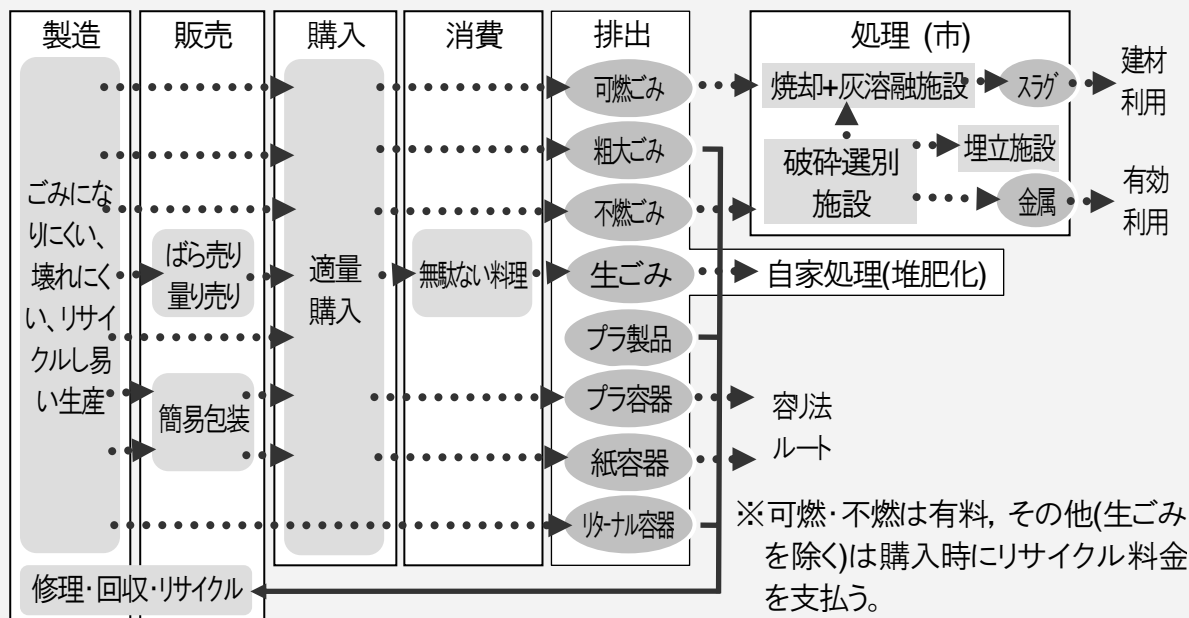 製造
販売
購入
消費
排出
処理 (市)
ごみにな
りにくい、
壊れにく
い、リサイ
クルし易
い生産
ばら売り
量り売り
簡易包装
適量
購入
無駄ない料理
可燃ごみ
粗大ごみ
不燃ごみ
生ごみ
プラ製品
プラ容器
紙容器
リターナル容器
焼却+灰溶融施設
スラグ
建材
利用
破砕選別
施設
埋立施設
金属
有効
利用
自家処理(堆肥化)
容リ法
ルート
修理・回収・リサイクル
※可燃・不燃は有料, その他(生ごみ
を除く)は購入時にリサイクル料金
を支払う。